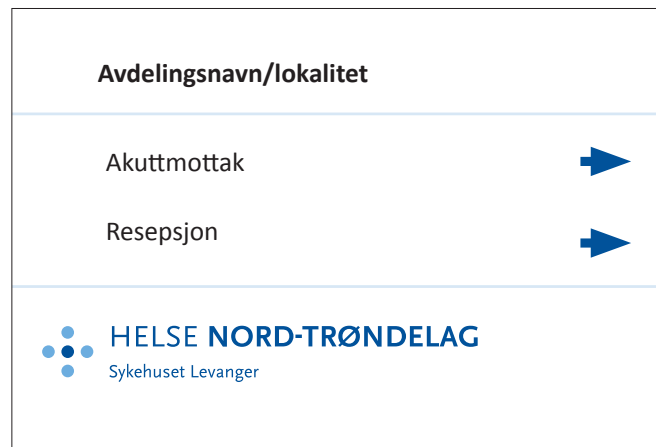 Avdelingsnavn/lokalitet
Akuttmottak
Resepsjon
HELSE NORD-TRØNDELAG
Sykehuset Levanger